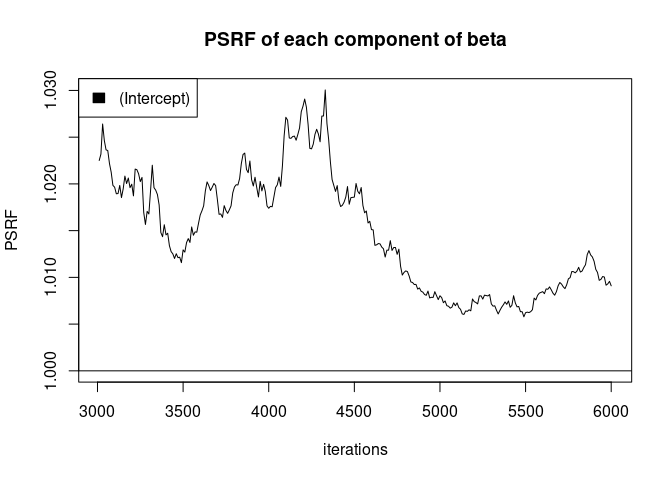 PSRF of each component of beta
(Intercept)
PSRF
1.030
1.020
1.010
1.000
3000 3500 4000 4500 5000 5500 6000
iterations